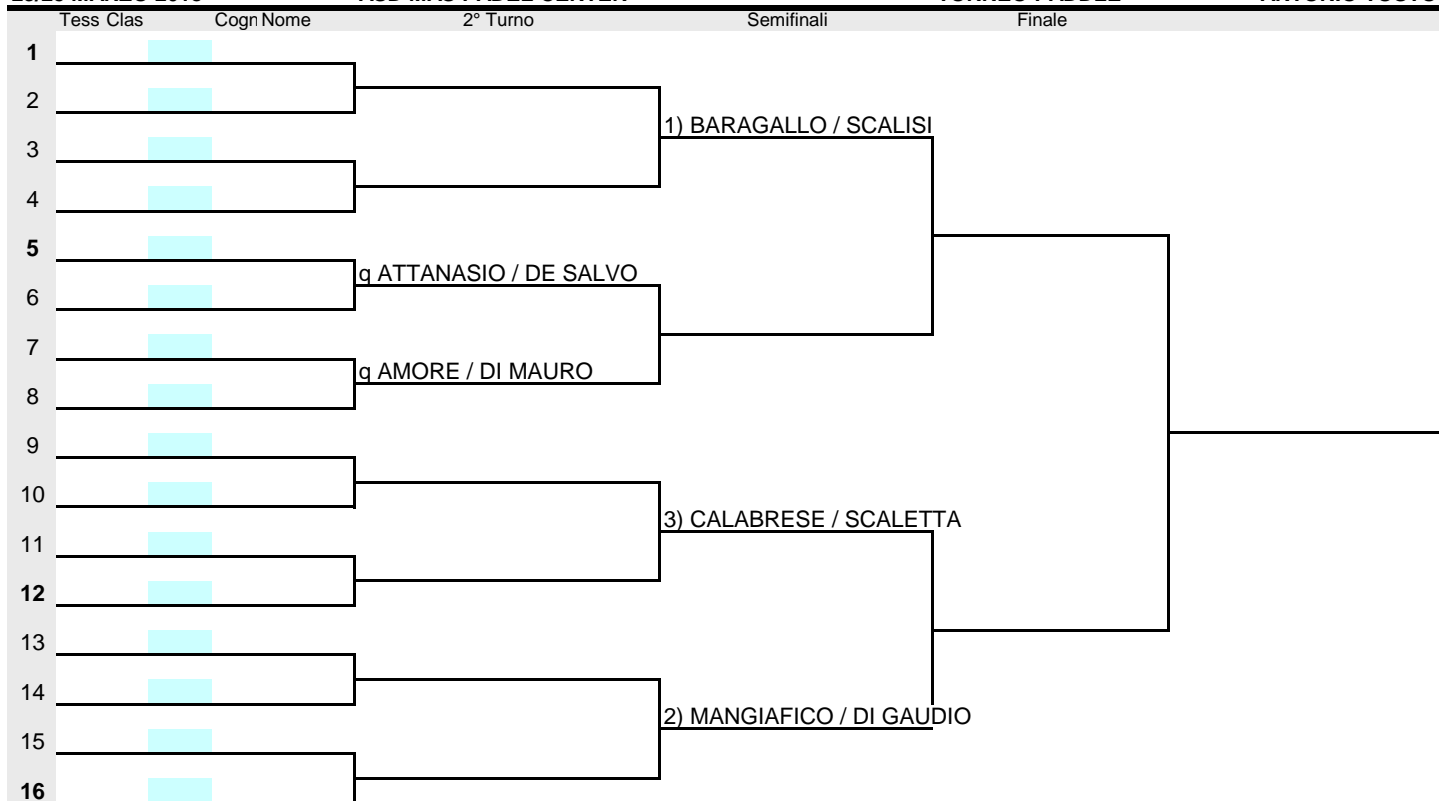 Tess Clas Cogn Nome 2° Turno Semifinali Finale
1
2
1) BARAGALLO / SCALISI
3
4
5
q ATTANASIO / DE SALVO
6
7
q AMORE / DI MAURO
8
9
10
3) CALABRESE / SCALETTA
11
12
13
14
2) MANGIAFICO / DI GAUDIO
15
16